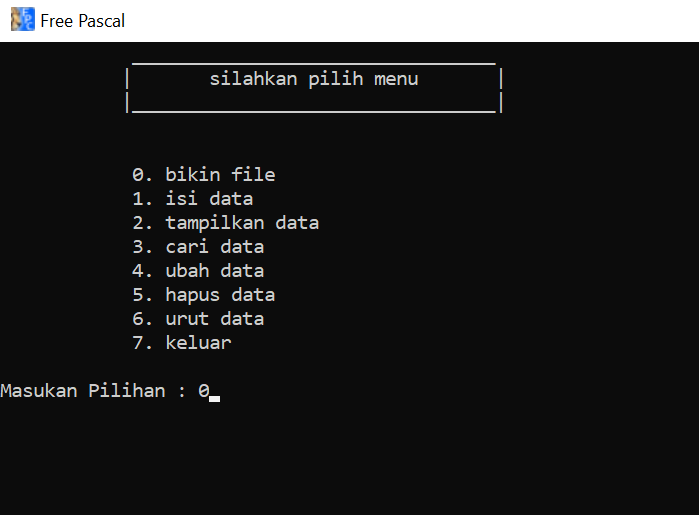 Free Pascal
silahkan pilih menu
0. bikin file
1. isi data
2. tampilkan data
3. cari data
4. ubah data
5. hapus data
6. urut data
7. keluar
Masukan Pilihan : 0